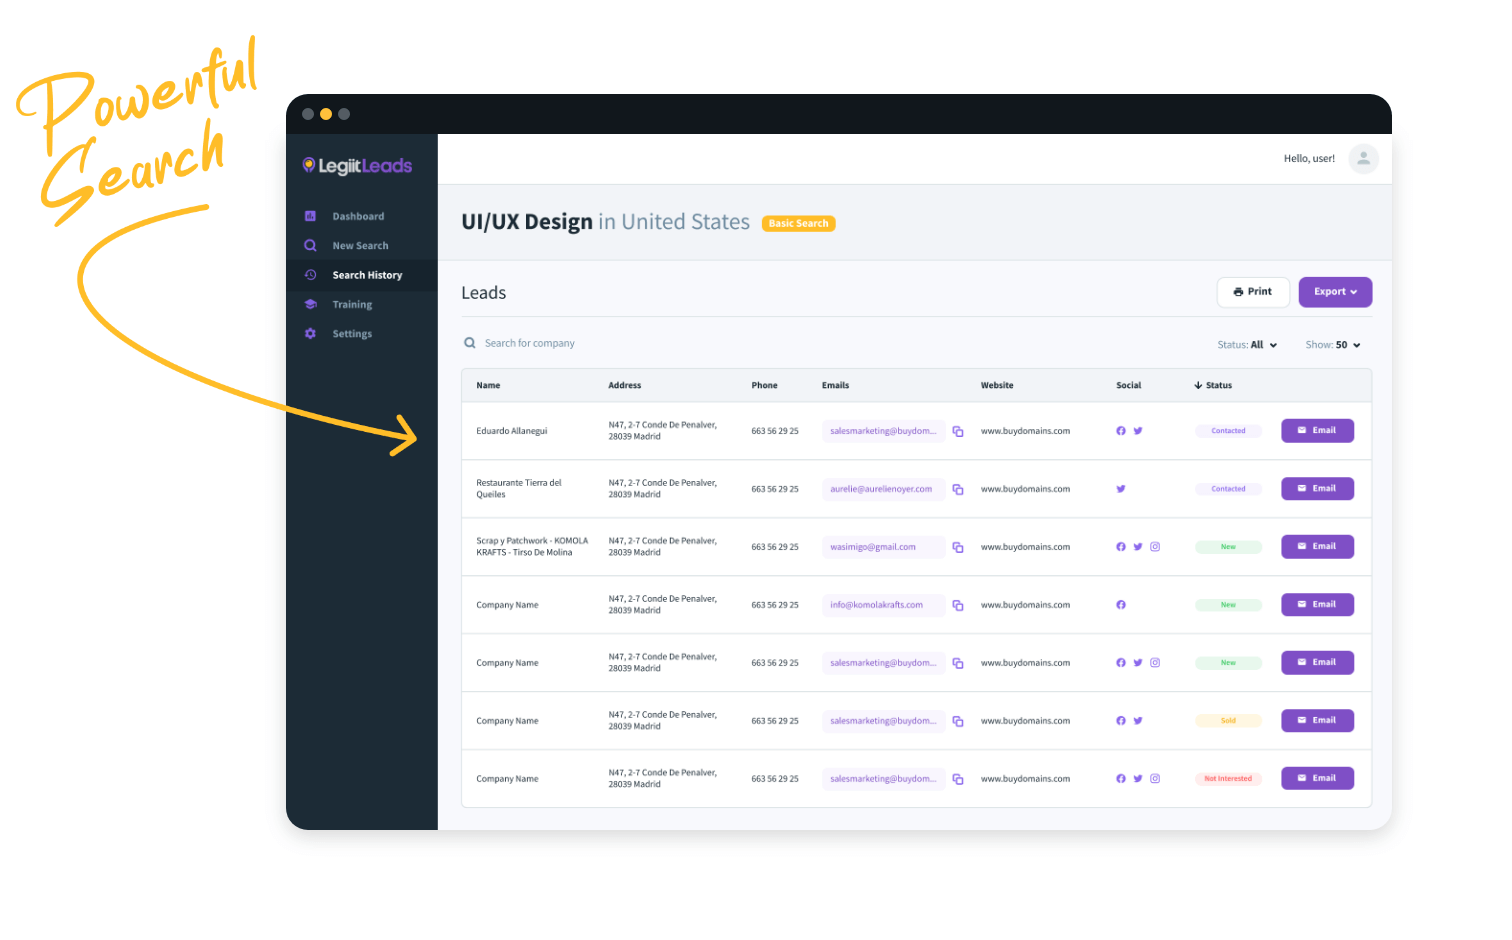 Powerful
Search
LegiitLeads
Hello, user!
Dashboard
New Search
Search History
Training
Settings
UI/UX Design in United States Basic Search
Leads
Print
Export
Search for company
Status: All
Show: 50
Name Address Phone Emails Website Social Status
Eduardo Allanegui
N47, 2-7 Conde De Penalver,
28039 Madrid
663 56 29 25
salesmarketing@buydom...
www.buydomains.com
Contacted
Email
Restaurante Tierra del
Queiles
N47, 2-7 Conde De Penalver,
28039 Madrid
663 56 29 25
aurelie@aurelienoyer.com
www.buydomains.com
Contacted
Email
Scrap y Patchwork - KOMOLA
KRAFTS - Tirso De Molina
N47, 2-7 Conde De Penalver,
28039 Madrid
663 56 29 25
wasimigo@gmail.com
www.buydomains.com
New
Email
Company Name
N47, 2-7 Conde De Penalver,
28039 Madrid
663 56 29 25
info@komolakrafts.com
www.buydomains.com
New
Email
Company Name
N47, 2-7 Conde De Penalver,
28039 Madrid
663 56 29 25
salesmarketing@buydom...
www.buydomains.com
New
Email
Company Name
N47, 2-7 Conde De Penalver,
28039 Madrid
663 56 29 25
salesmarketing@buydom...
www.buydomains.com
Sold
Email
Company Name
N47, 2-7 Conde De Penalver,
28039 Madrid
663 56 29 25
salesmarketing@buydom...
www.buydomains.com
Not Interested
Email